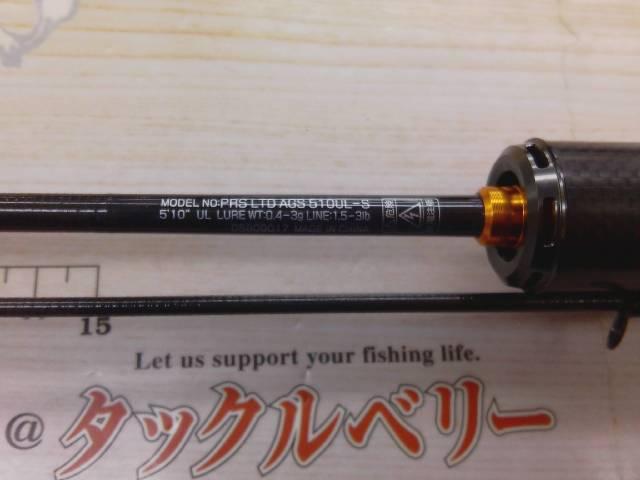 MODEL NO:PRS LTD AGS 510UL-S
5'10" UL LURE WT:0.4-3g LINE:1.5-3lb
MADE IN CHINA
15
Let us support your fishing life.
@タックルベリー